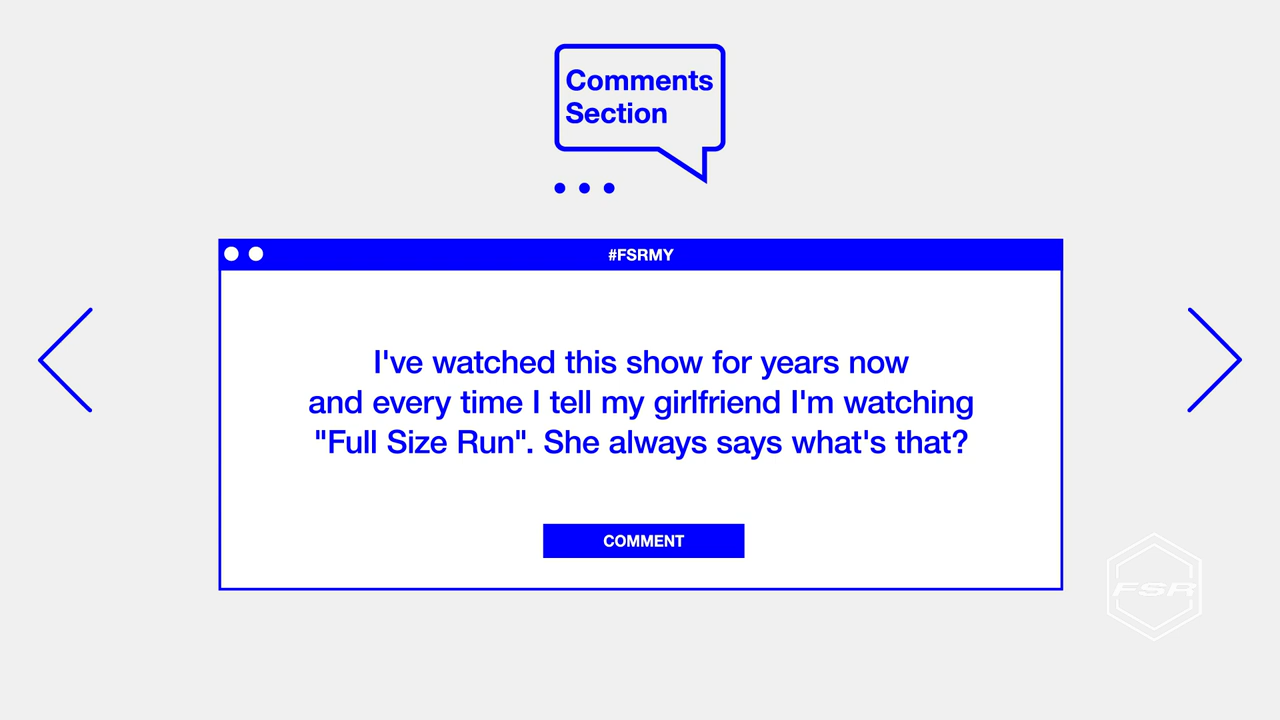 Comments
Section
#FSRMY
I've watched this show for years now
and every time I tell my girlfriend I'm watching
"Full Size Run". She always says what's that?
COMMENT
FSR